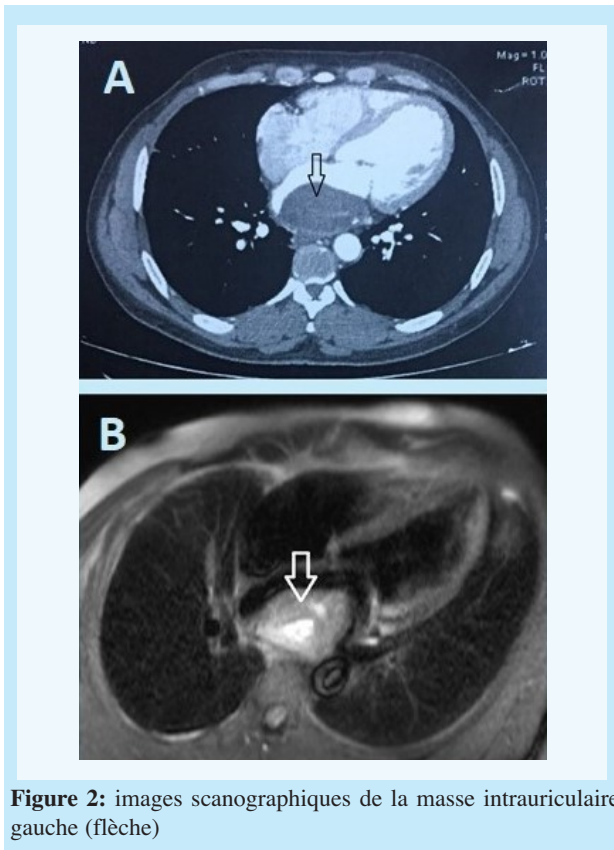 A
Mag = 1.0
FL
ROT
B
Figure 2: images scanographiques de la masse intrauriculaire
gauche (flèche)